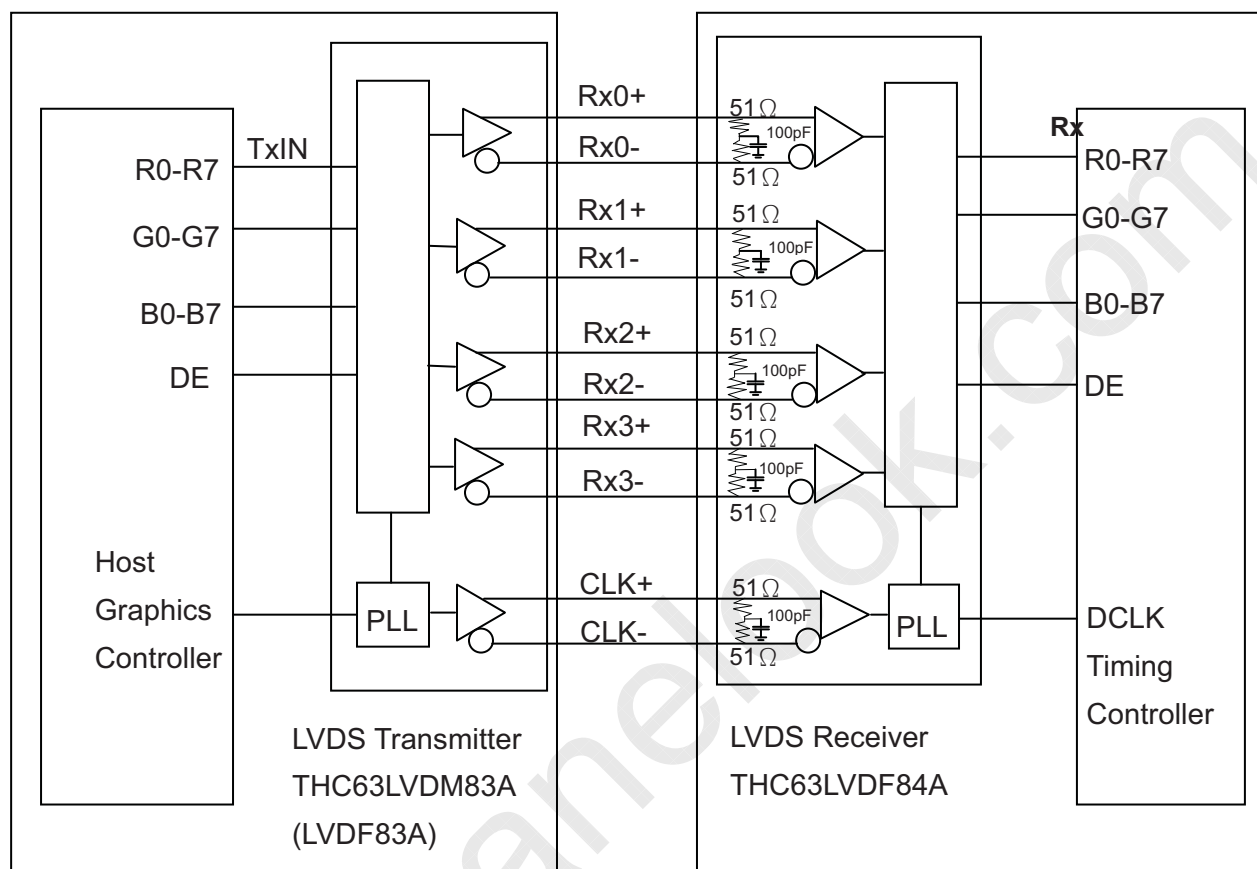 R0-R7
G0-G7
B0-B7
DE
Host
Graphics
Controller
TxIN
PLL
LVDS Transmitter
THC63LVDM83A
(LVDF83A)
Rx0+
Rx0-
Rx1+
Rx1-
Rx2+
Rx2-
Rx3+
Rx3-
CLK+
CLK-
51Ω
100pF
51Ω
51Ω
100pF
51Ω
51Ω
100pF
51Ω
51Ω
100pF
51Ω
51Ω
100pF
51Ω
PLL
LVDS Receiver
THC63LVDF84A
Rx
R0-R7
G0-G7
B0-B7
DE
DCLK
Timing
Controller
anelook.com